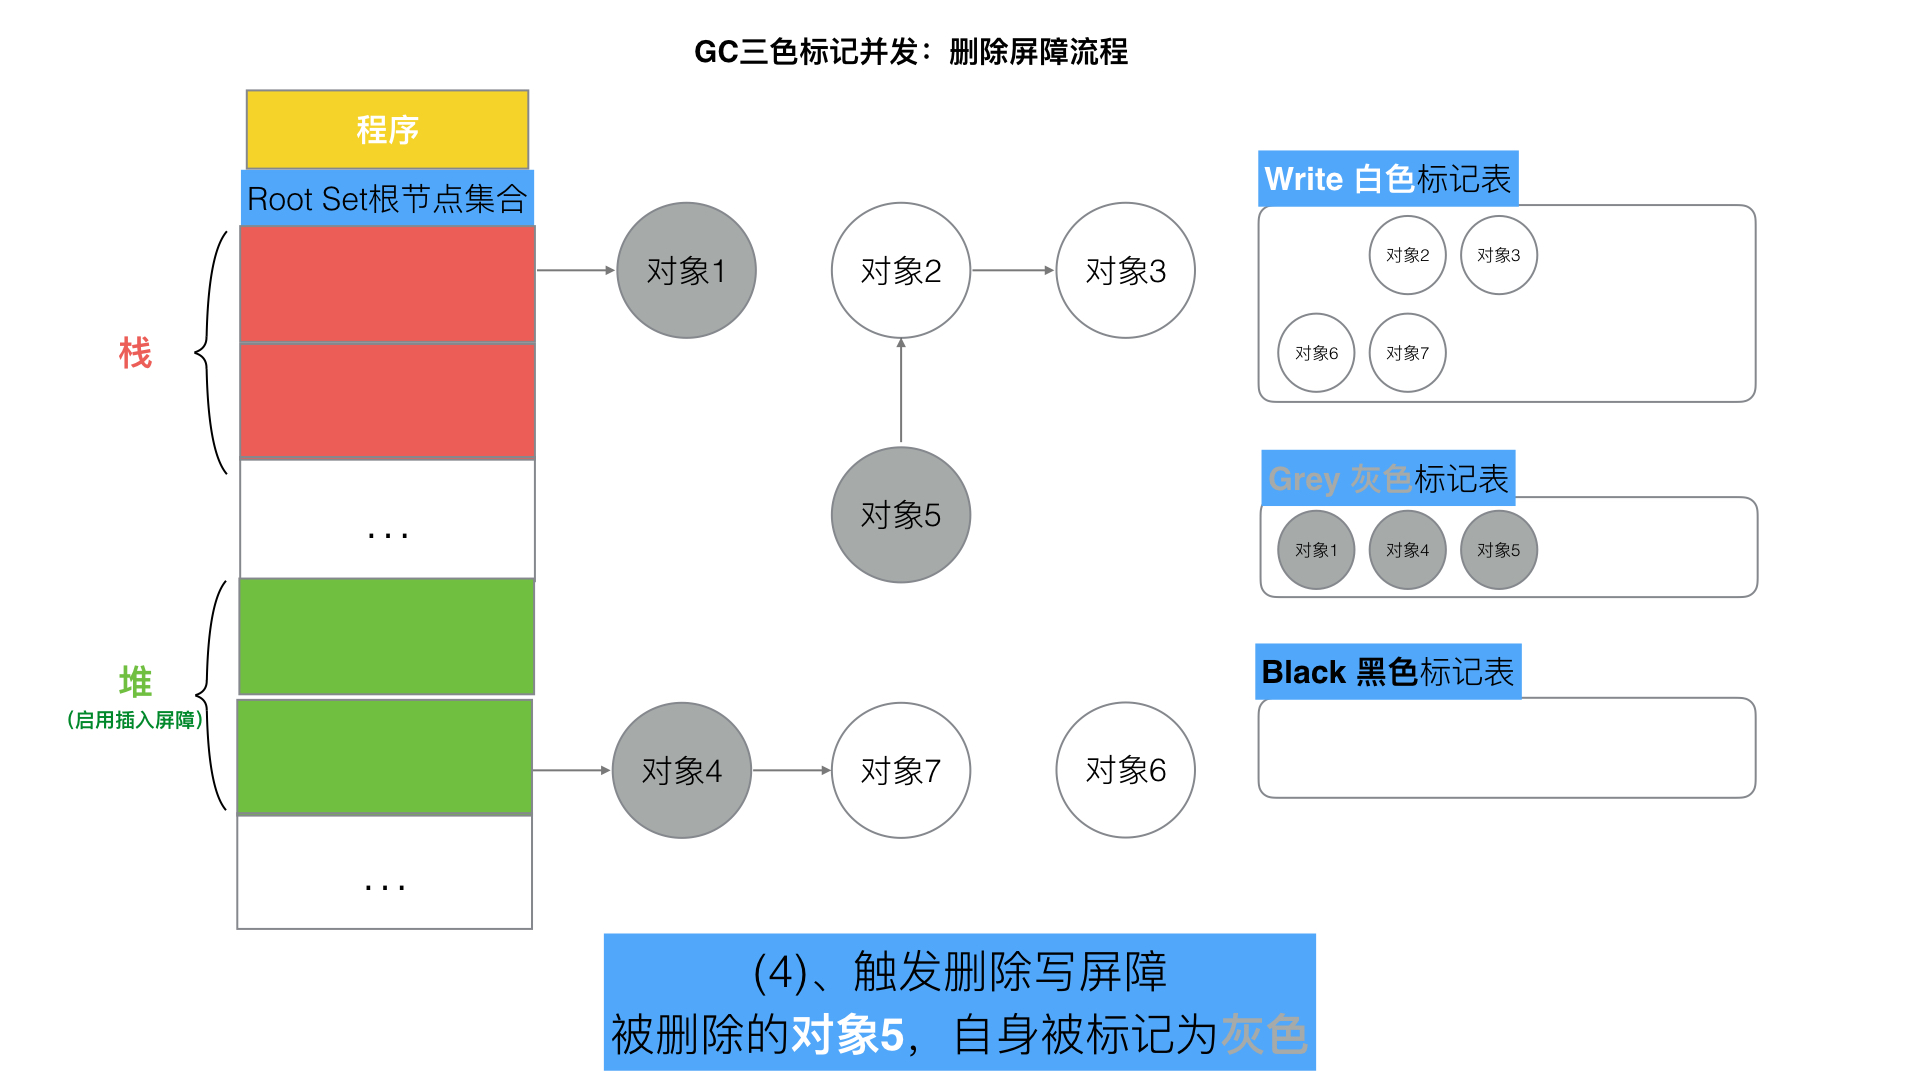 GC三色标记并发：删除屏障流程
程序
Root Set根节点集合
栈
...
堆
(启用插入屏障)
...
对象1
对象2
对象3
对象5
对象4
对象7
对象6
Write 白色标记表
对象2
对象3
对象6
对象7
Grey 灰色标记表
对象1
对象4
对象5
Black 黑色标记表
(4)、触发删除写屏障
被删除的对象5，自身被标记为灰色